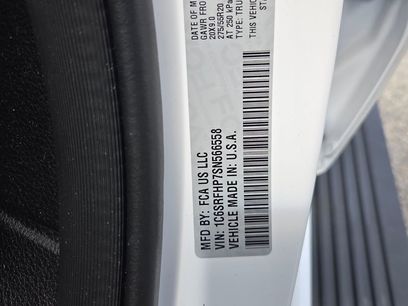 MFD BY: FCA US LLC
VIN: 1C6SRFHP7SN566558
VEHICLE MADE IN: U.S.A.
DATE OF M
GAWR FRO
20X9.0
275/55R20
AT 250 kPa
TYPE: TRU
THIS VEHIC